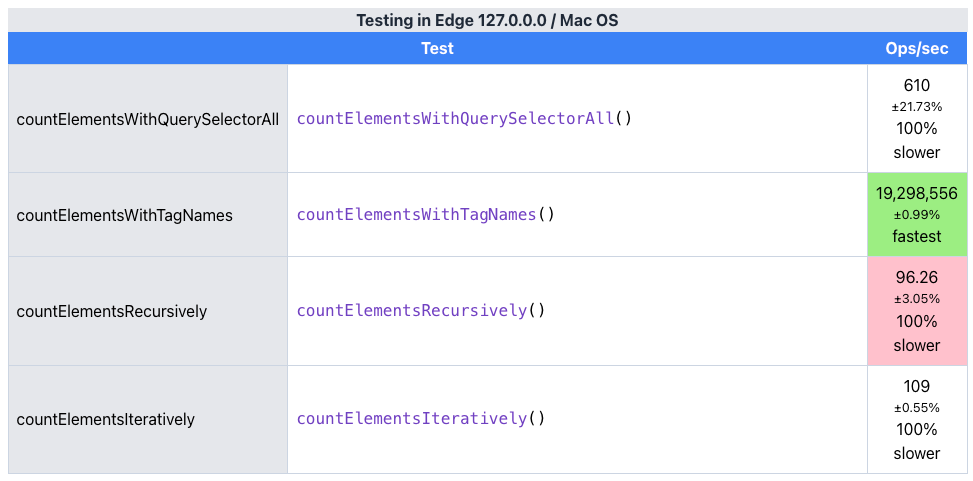 Testing in Edge 127.0.0.0 / Mac OS
Test Ops/sec
countElementsWithQuerySelectorAll countElementsWithQuerySelectorAll() 610
±21.73%
100%
slower
countElementsWithTagNames countElementsWithTagNames() 19,298,556
±0.99%
fastest
countElementsRecursively countElementsRecursively() 96.26
±3.05%
100%
slower
countElementsIteratively countElementsIteratively() 109
±0.55%
100%
slower